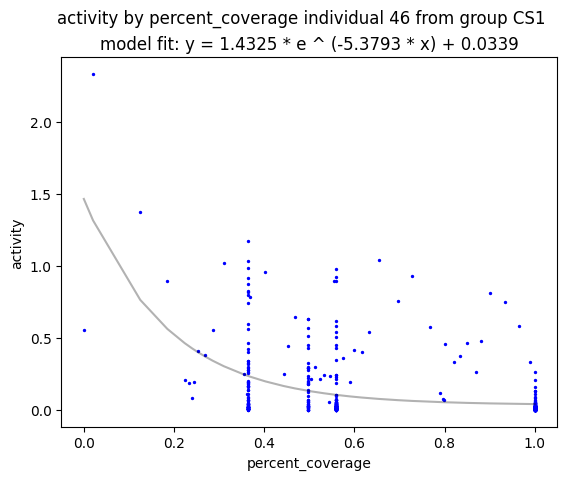 activity by percent_coverage individual 46 from group CS1
model fit: y = 1.4325 * e ^ (-5.3793 * x) + 0.0339
activity
2.0
1.5
1.0
0.5
0.0
0.0 0.2 0.4 0.6 0.8 1.0
percent_coverage